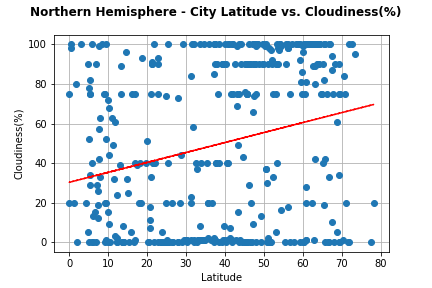 Northern Hemisphere - City Latitude vs. Cloudiness(%)
100
80
60
40
20
0
Cloudiness(%)
0 10 20 30 40 50 60 70 80
Latitude